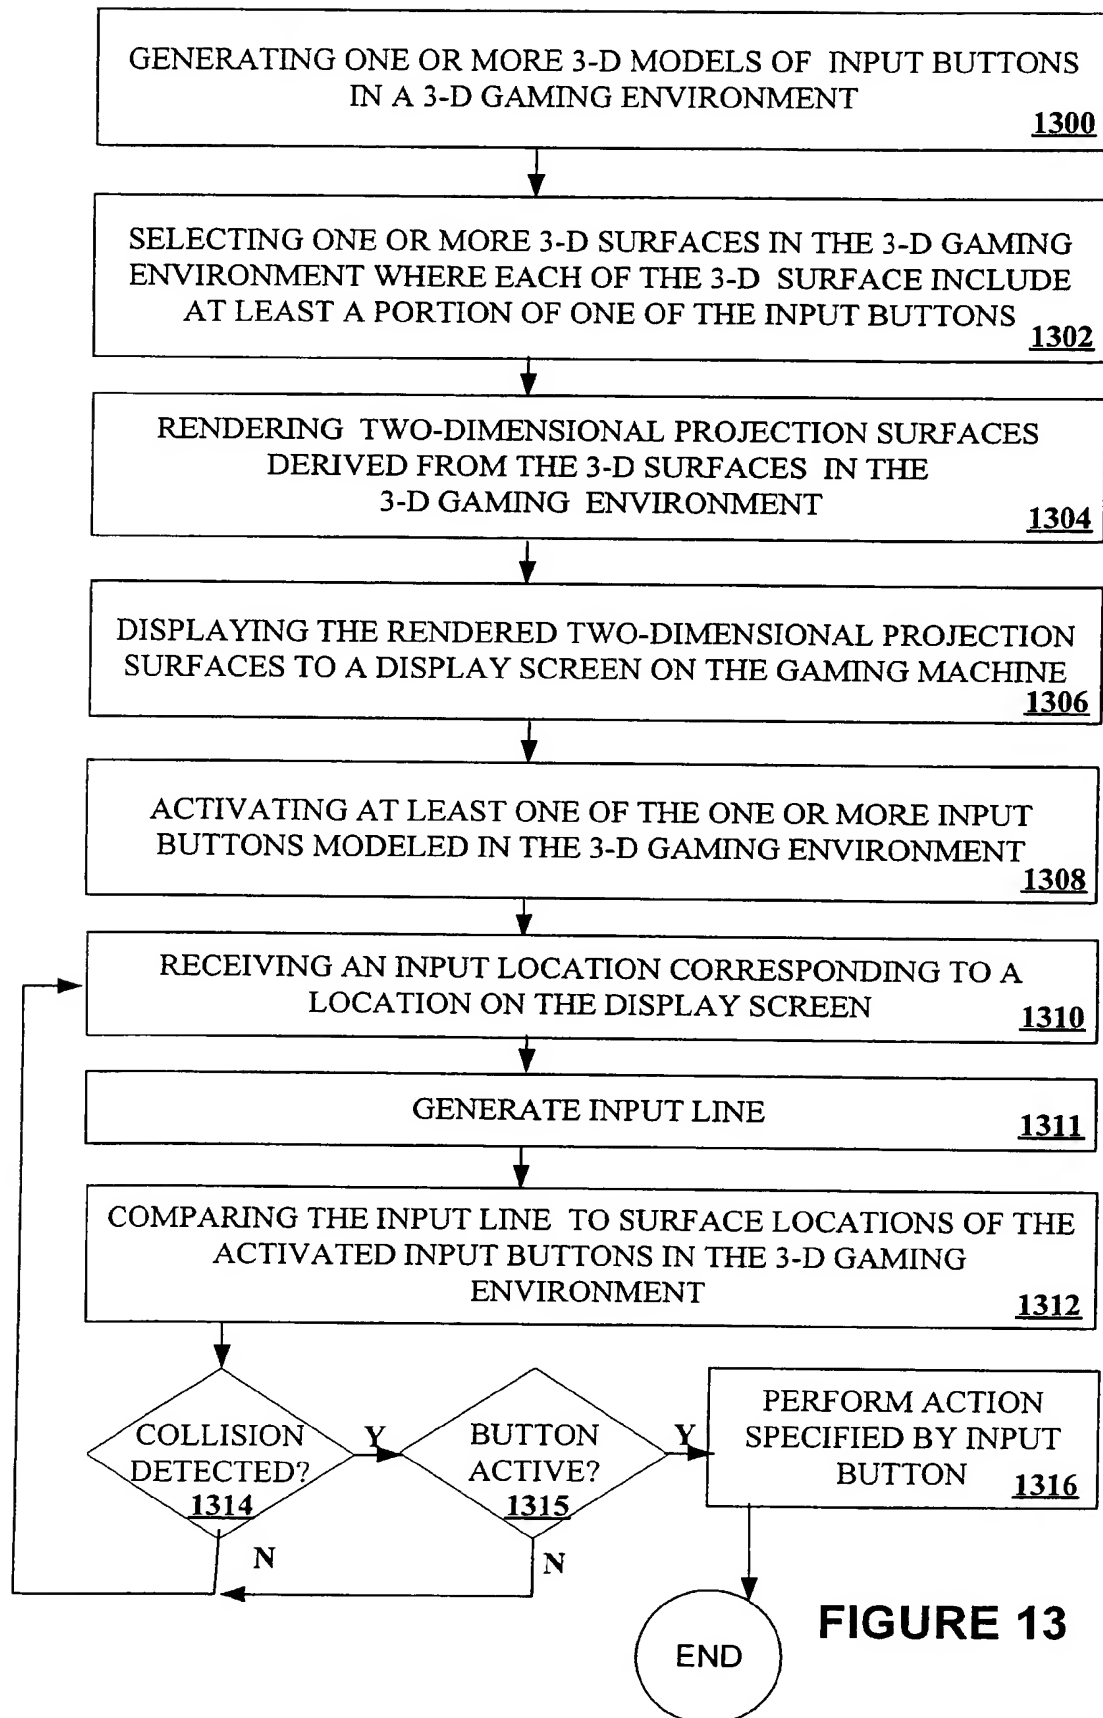 GENERATING ONE OR MORE 3-D MODELS OF INPUT BUTTONS
IN A 3-D GAMING ENVIRONMENT
1300
SELECTING ONE OR MORE 3-D SURFACES IN THE 3-D GAMING
ENVIRONMENT WHERE EACH OF THE 3-D SURFACE INCLUDE
AT LEAST A PORTION OF ONE OF THE INPUT BUTTONS
1302
RENDERING TWO-DIMENSIONAL PROJECTION SURFACES
DERIVED FROM THE 3-D SURFACES IN THE
3-D GAMING ENVIRONMENT
1304
DISPLAYING THE RENDERED TWO-DIMENSIONAL PROJECTION
SURFACES TO A DISPLAY SCREEN ON THE GAMING MACHINE
1306
ACTIVATING AT LEAST ONE OF THE ONE OR MORE INPUT
BUTTONS MODELED IN THE 3-D GAMING ENVIRONMENT
1308
RECEIVING AN INPUT LOCATION CORRESPONDING TO A
LOCATION ON THE DISPLAY SCREEN
1310
GENERATE INPUT LINE
1311
COMPARING THE INPUT LINE TO SURFACE LOCATIONS OF THE
ACTIVATED INPUT BUTTONS IN THE 3-D GAMING
ENVIRONMENT
1312
COLLISION
DETECTED?
1314
Y
N
BUTTON
ACTIVE?
1315
Y
N
PERFORM ACTION
SPECIFIED BY INPUT
BUTTON
1316
END
FIGURE 13